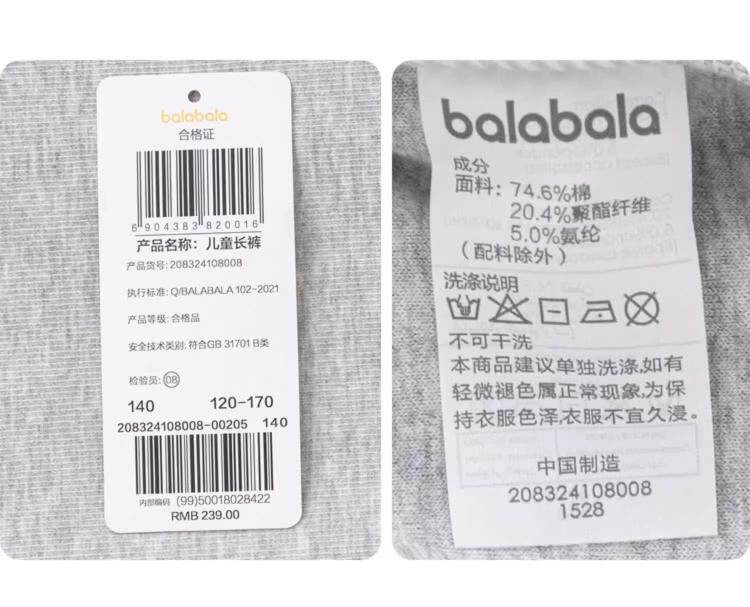 balabala
合格证
6 904383 820016
产品名称：儿童长裤
产品货号：208324108008
执行标准：Q/BALABALA 102-2021
产品等级：合格品
安全技术类别：符合GB 31701 B类
检验员：08
140 120-170
208324108008-00205 140
内部编码 (99)50018028422
RMB 239.00
balabala
成分
面料：74.6%棉
20.4%聚酯纤维
5.0%氨纶
（配料除外）
洗涤说明
不可干洗
本商品建议单独洗涤,如有
轻微褪色属正常现象,为保
持衣服色泽,衣服不宜久浸。
中国制造
208324108008
1528